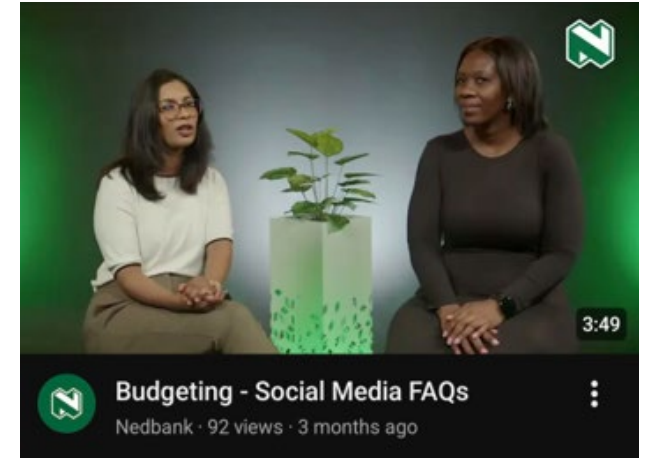 3:49
Budgeting - Social Media FAQs
Nedbank · 92 views · 3 months ago